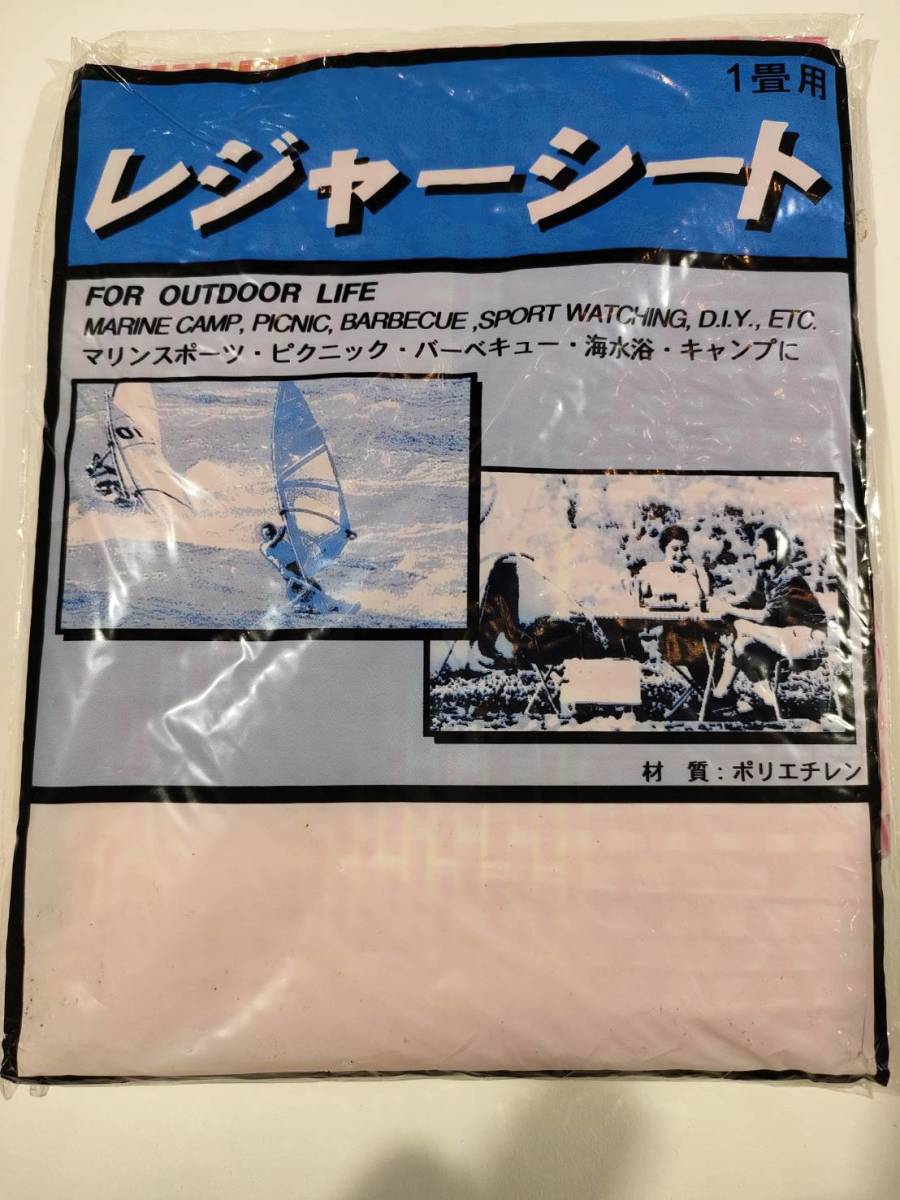 1畳用
レジャーシート
FOR OUTDOOR LIFE
MARINE CAMP, PICNIC, BARBECUE ,SPORT WATCHING, D.I.Y., ETC.
マリンスポーツ・ピクニック・バーベキュー・海水浴・キャンプに
材 質：ポリエチレン